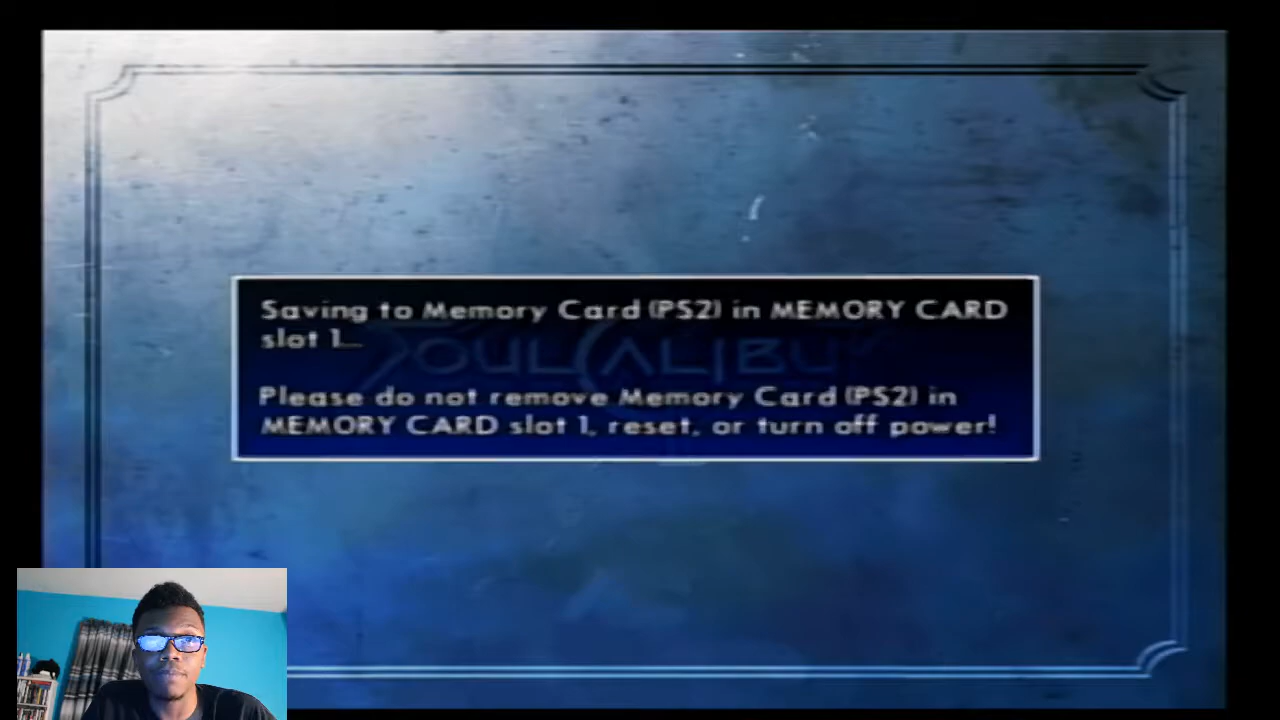 Saving to Memory Card (PS2) in MEMORY CARD
slot 1...
SOULCALIBUR
Please do not remove Memory Card (PS2) in
MEMORY CARD slot 1, reset, or turn off power!